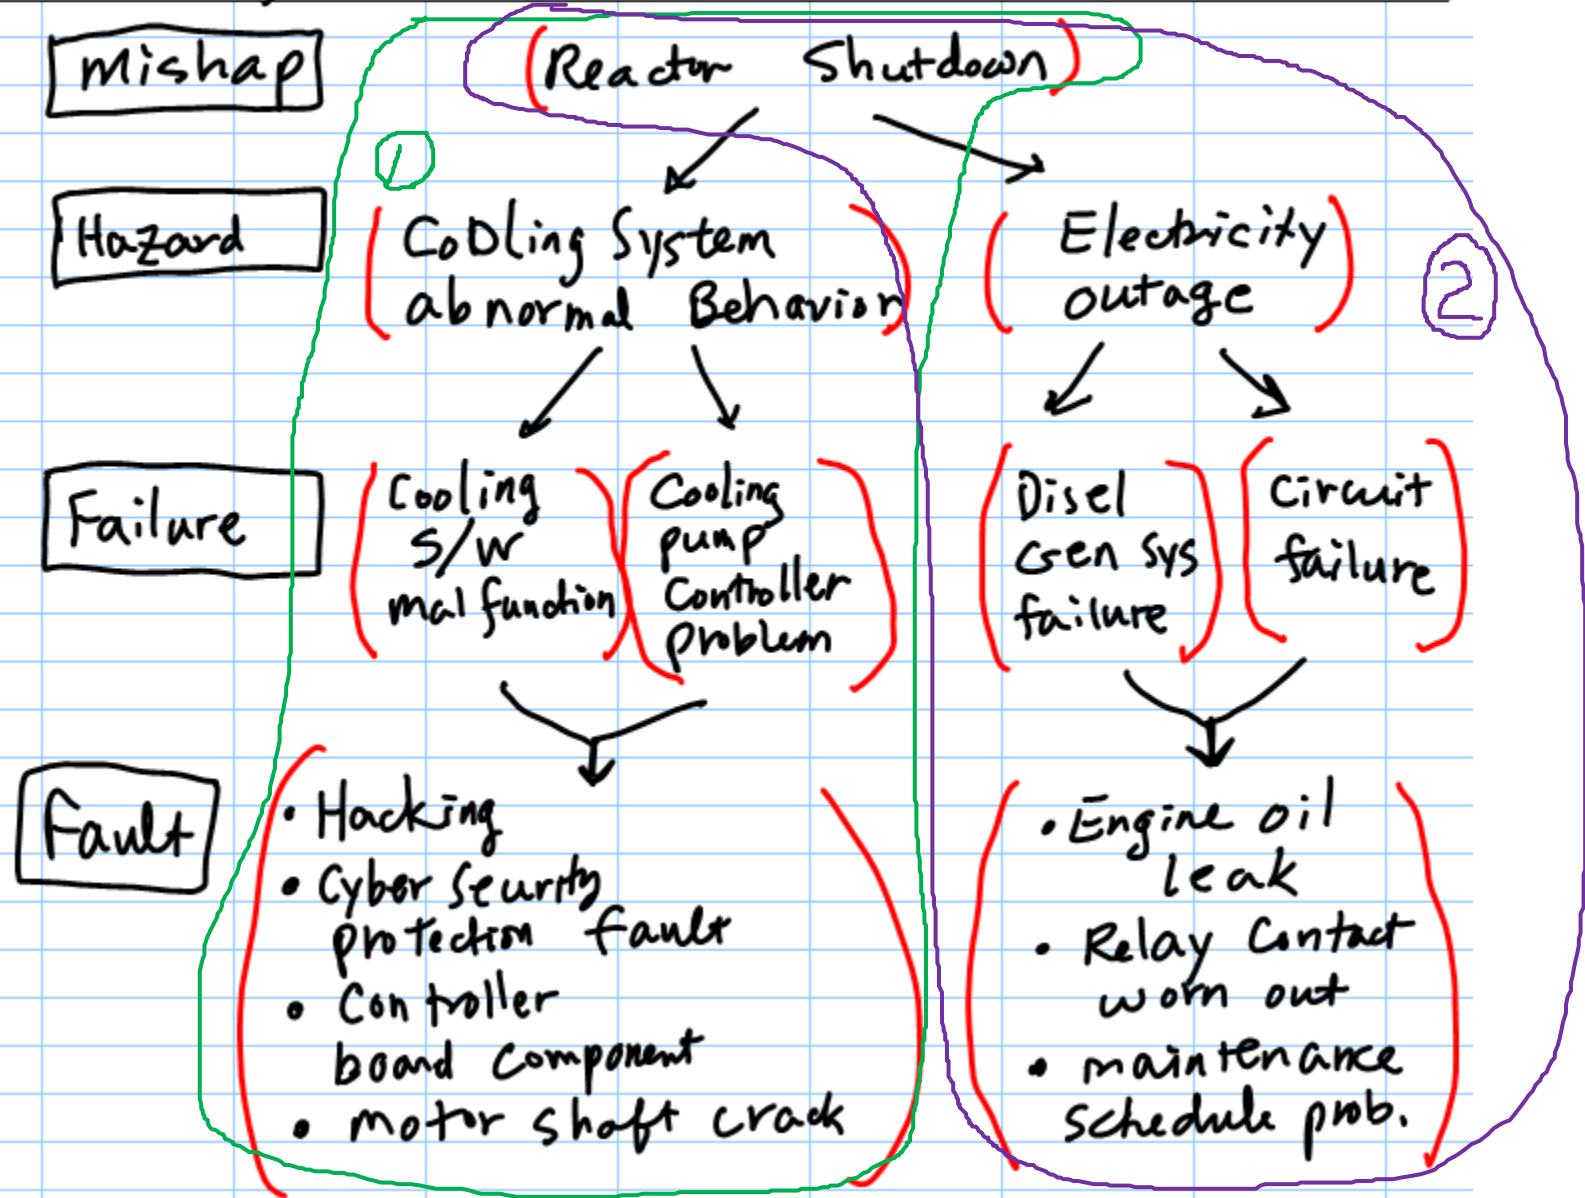 Mishap
(Reactor Shutdown)
1
Hazard
(Cooling System
abnormal Behavior)
(Electricity
outage)
2
Failure
(Cooling
S/W
malfunction)
(Cooling
pump
Controller
problem)
(Disel
Gen Sys
failure)
(Circuit
failure)
Fault
(• Hacking
• Cyber Seurity
protection fault
• Controller
board component
• motor shaft crack)
(• Engine oil
leak
• Relay Contact
worn out
• maintenance
schedule prob.)